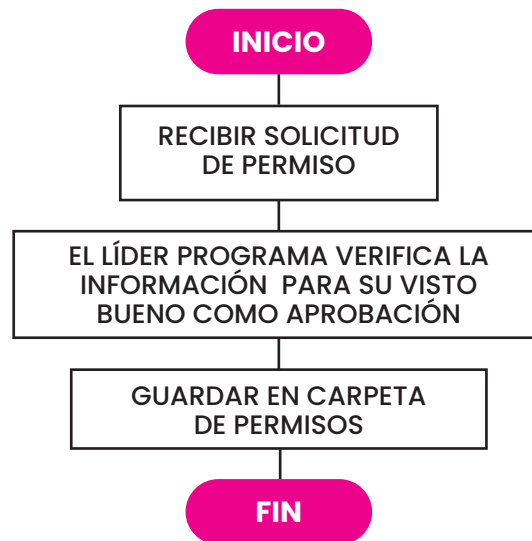 INICIO
RECIBIR SOLICITUD
DE PERMISO
EL LÍDER PROGRAMA VERIFICA LA
INFORMACIÓN PARA SU VISTO
BUENO COMO APROBACIÓN
GUARDAR EN CARPETA
DE PERMISOS
FIN